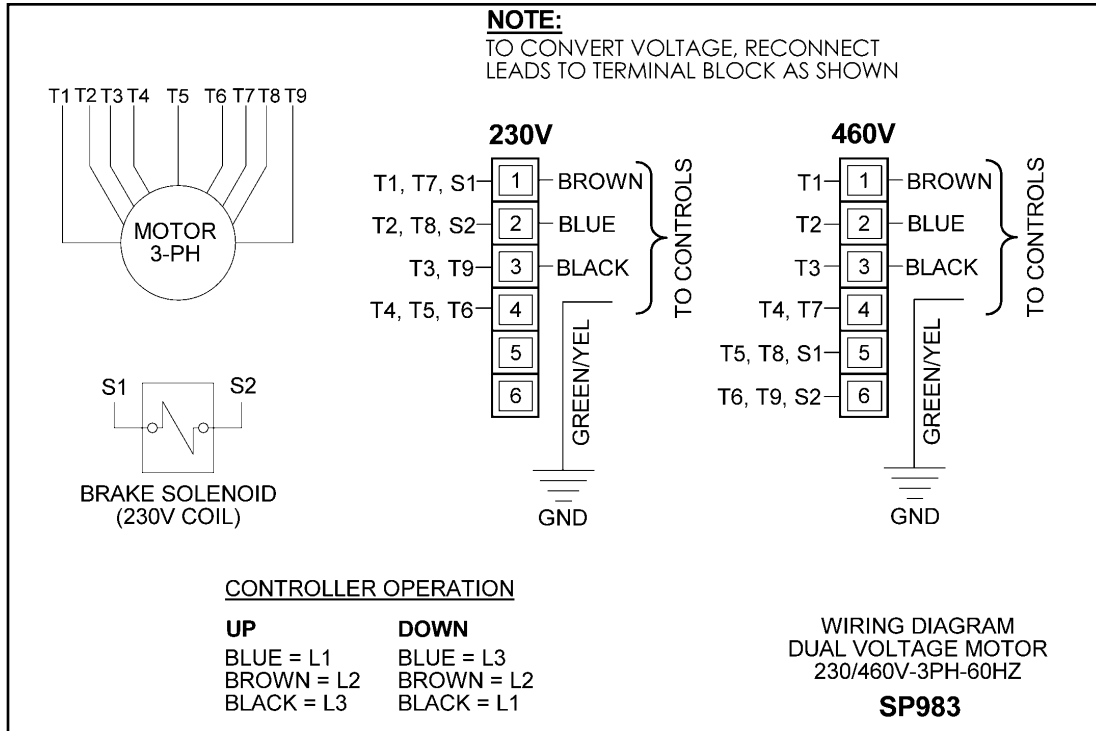 NOTE:
TO CONVERT VOLTAGE, RECONNECT
LEADS TO TERMINAL BLOCK AS SHOWN
T1 T2 T3 T4 T5 T6 T7 T8 T9
MOTOR
3-PH
S1 S2
BRAKE SOLENOID
(230V COIL)
230V
T1, T7, S1 1 BROWN
T2, T8, S2 2 BLUE
T3, T9 3 BLACK
T4, T5, T6 4
5
6
GREEN/YEL
GND
TO CONTROLS
460V
T1 1 BROWN
T2 2 BLUE
T3 3 BLACK
T4, T7 4
T5, T8, S1 5
T6, T9, S2 6
GREEN/YEL
GND
TO CONTROLS
CONTROLLER OPERATION
UP DOWN
BLUE = L1 BLUE = L3
BROWN = L2 BROWN = L2
BLACK = L3 BLACK = L1
WIRING DIAGRAM
DUAL VOLTAGE MOTOR
230/460V-3PH-60HZ
SP983